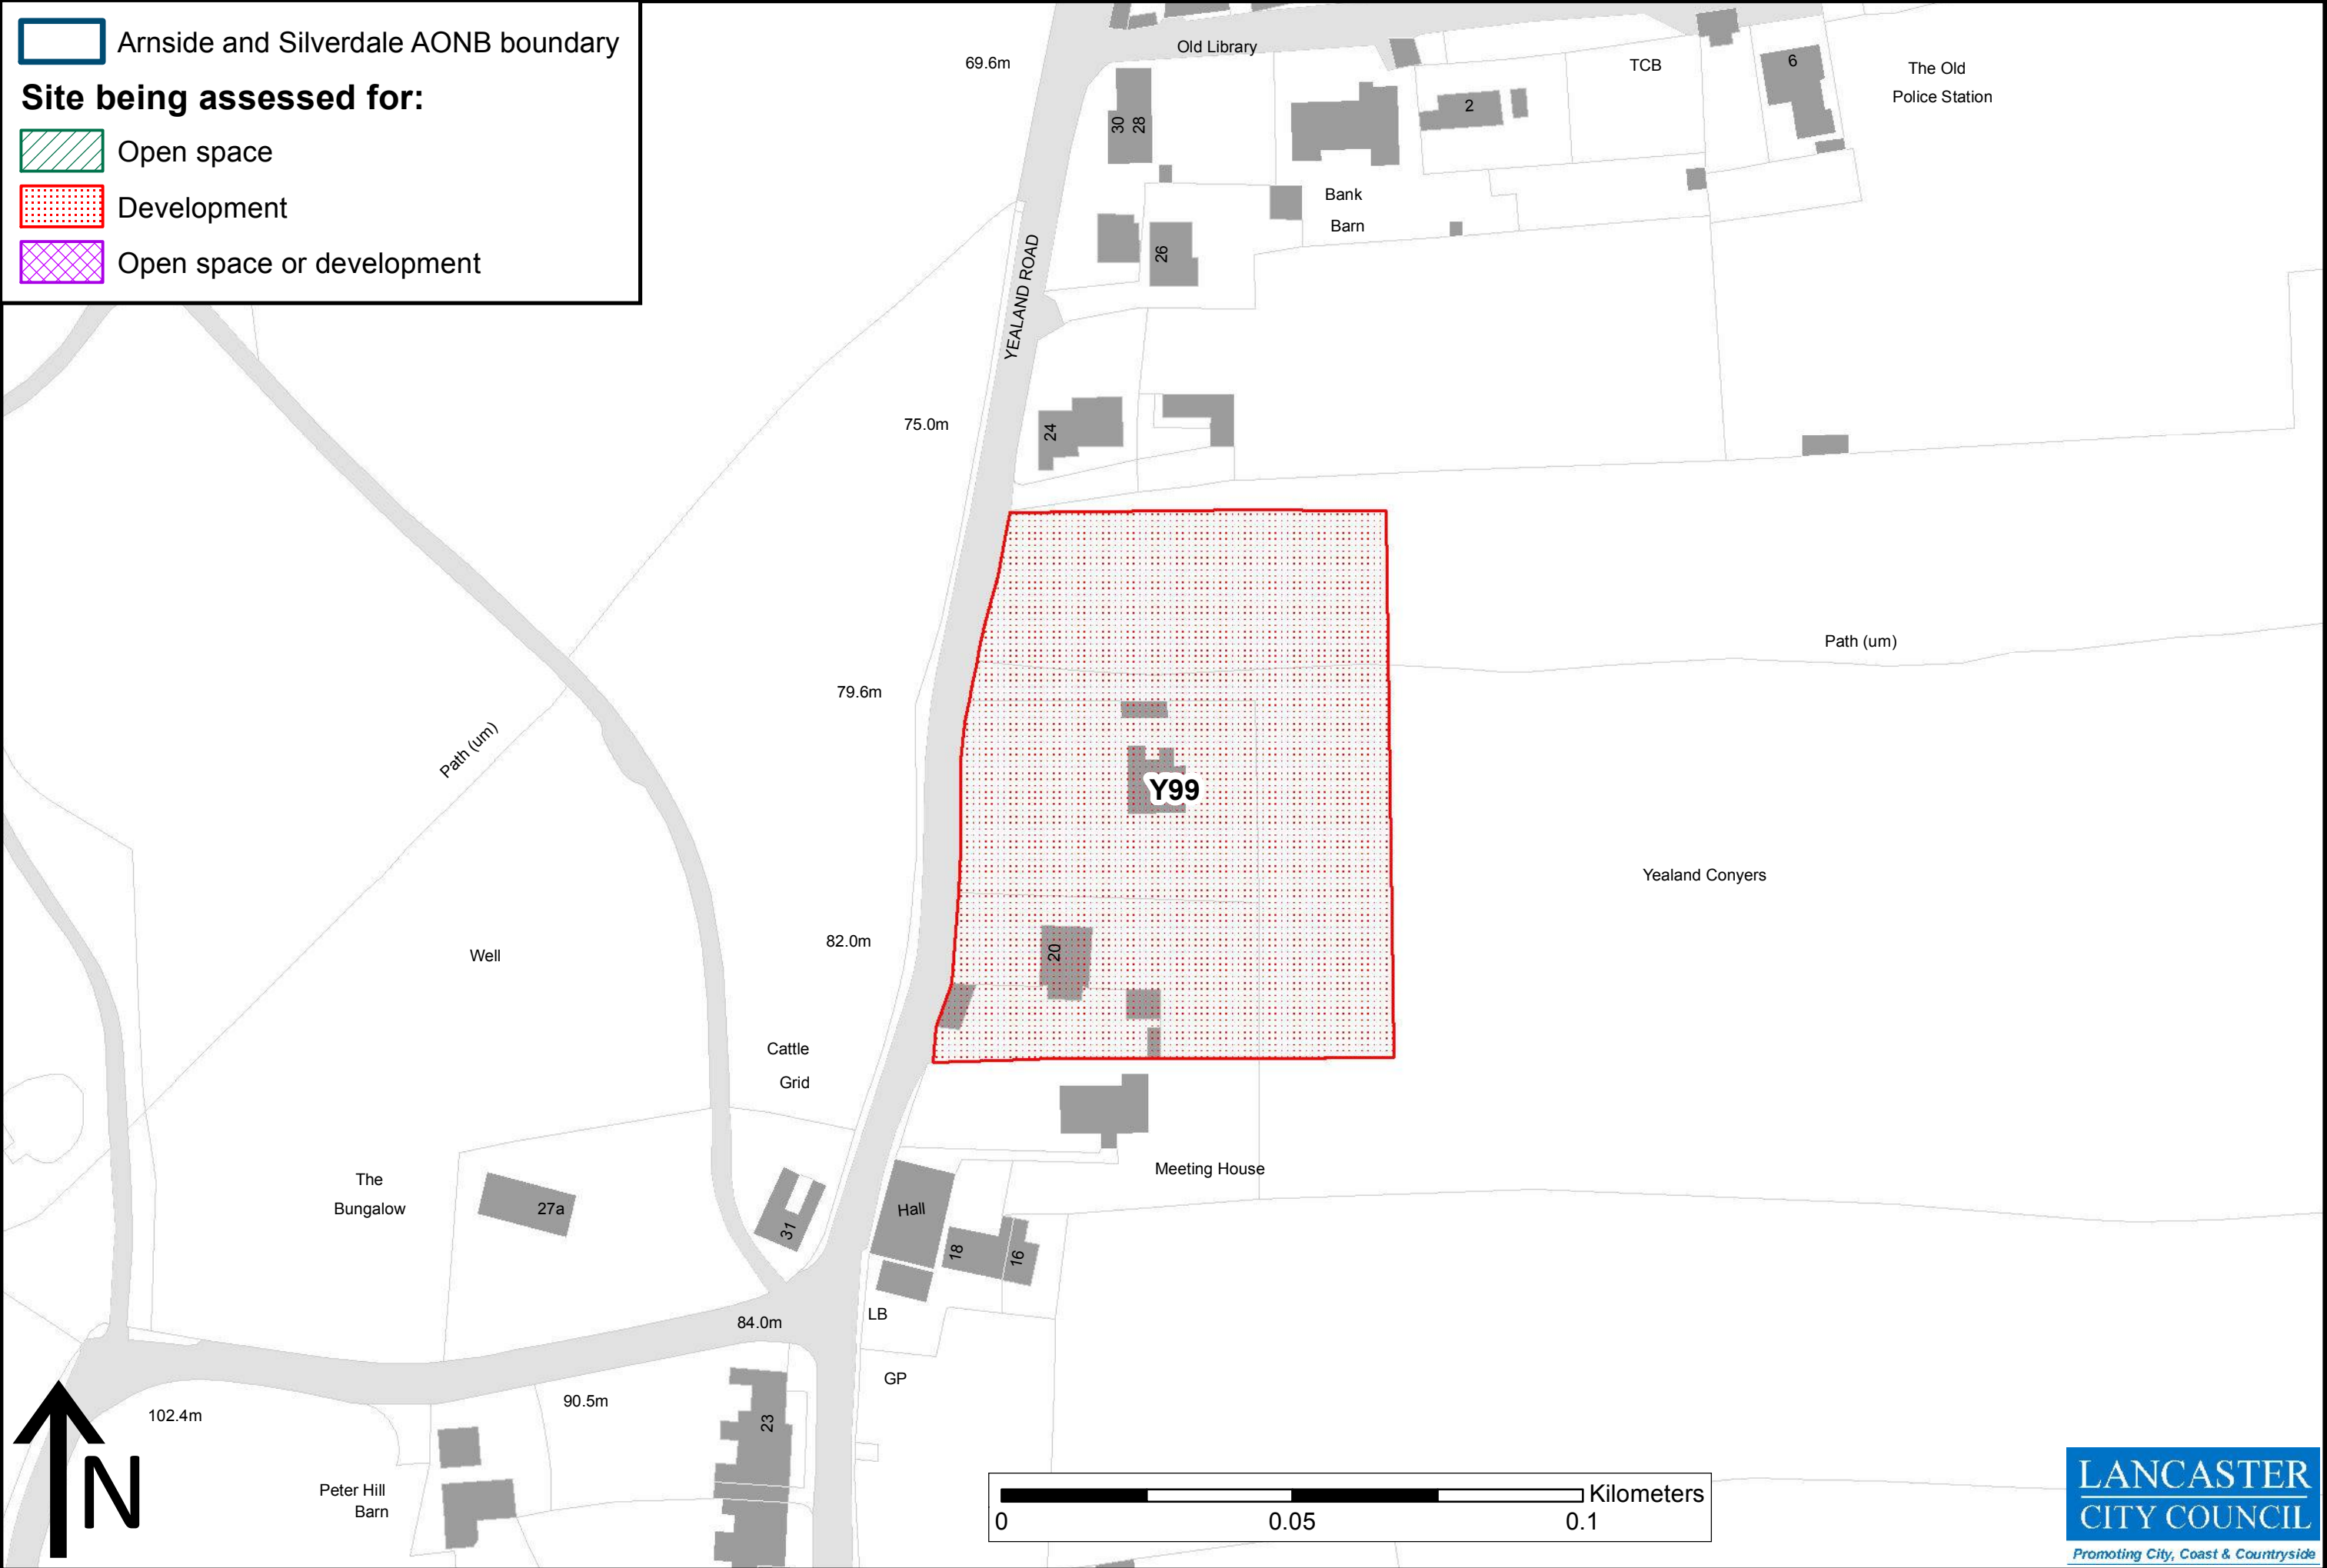 Arnside and Silverdale AONB boundary
Site being assessed for:
Open space
Development
Open space or development
69.6m
Old Library
TCB
6
The Old
Police Station
30
28
2
Bank
Barn
26
YEALAND ROAD
75.0m
24
Path (um)
79.6m
Path (um)
Y99
Yealand Conyers
82.0m
Well
20
Cattle
Grid
The
Bungalow
27a
31
Hall
18
16
Meeting House
LB
84.0m
GP
90.5m
102.4m
23
Peter Hill
Barn
N
Kilometers
0
0.05
0.1
LANCASTER
CITY COUNCIL
Promoting City, Coast & Countryside